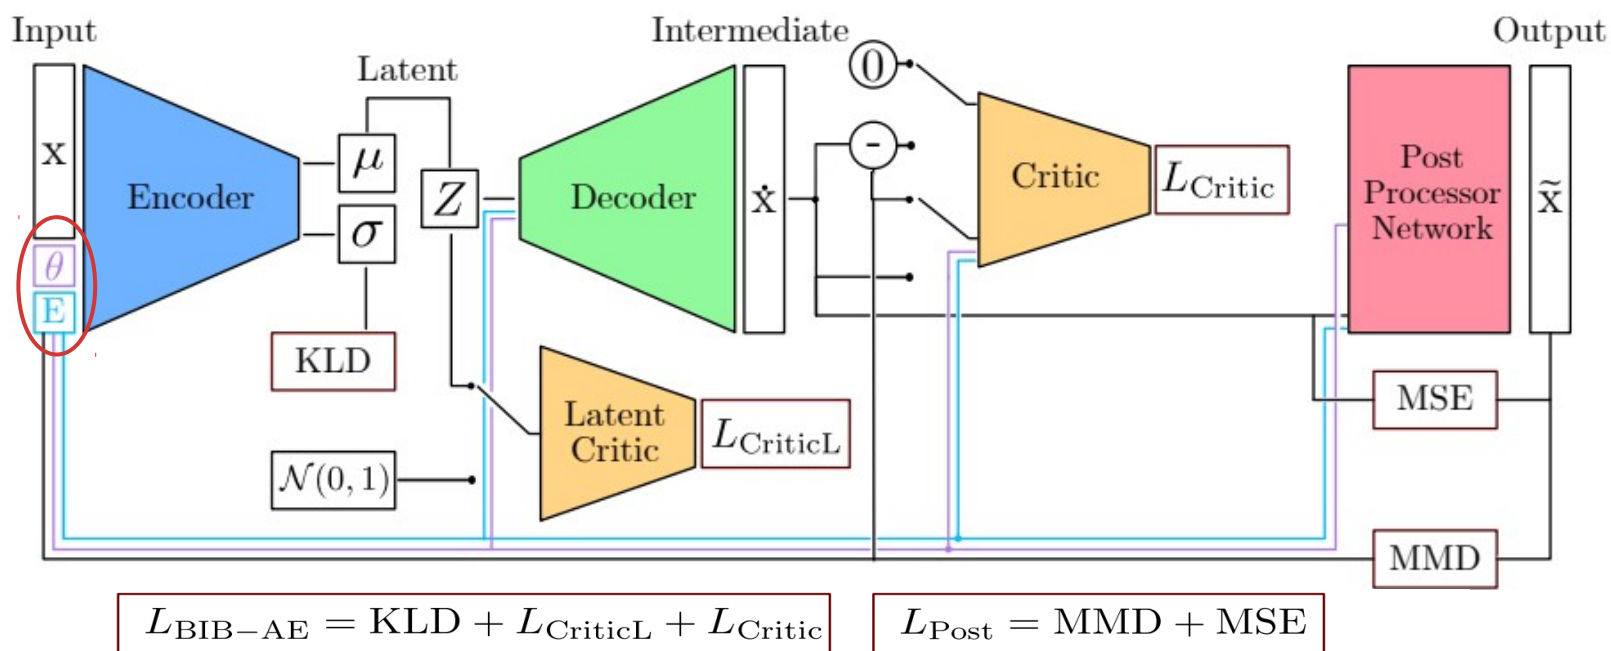 Input
Intermediate
Output
Latent
0
x
μ
-
Encoder
Z
Decoder
ẋ
Critic
L_Critic
Post
Processor
Network
x̃
σ
θ
E
KLD
Latent
Critic
L_CriticL
MSE
𝒩(0, 1)
MMD
L_BIB−AE = KLD + L_CriticL + L_Critic
L_Post = MMD + MSE